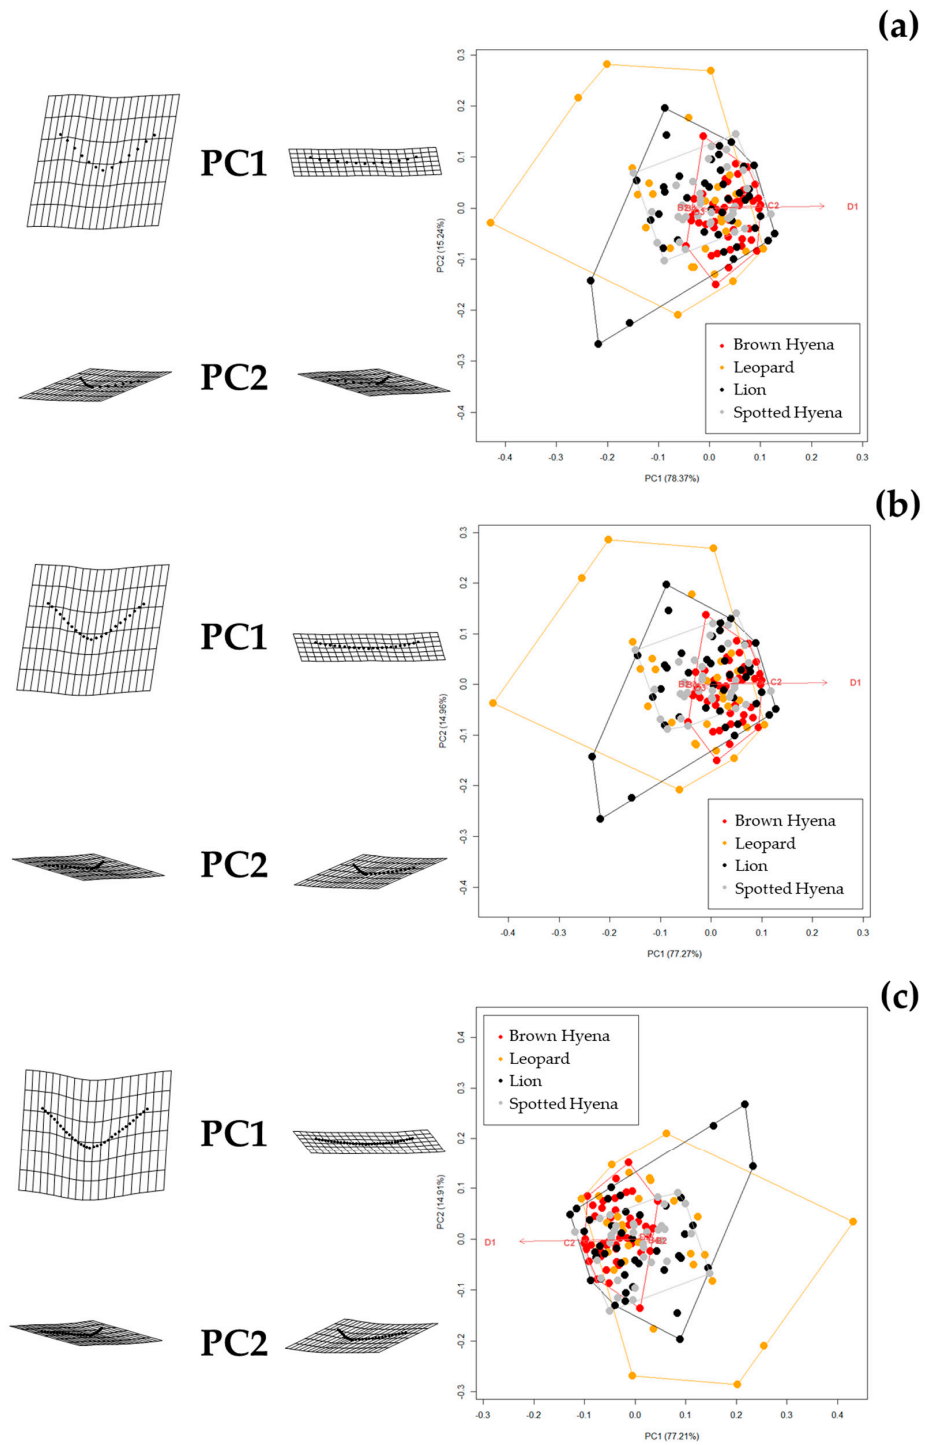 (a)
PC1
PC2
PC2 (15.24%)
0.3
0.2
0.1
0.0
-0.1
-0.2
-0.3
-0.4
C2
D1
Brown Hyena
Leopard
Lion
Spotted Hyena
-0.4 -0.3 -0.2 -0.1 0.0 0.1 0.2 0.3
PC1 (78.37%)
(b)
PC1
PC2
PC2 (14.96%)
0.3
0.2
0.1
0.0
-0.1
-0.2
-0.3
-0.4
C2
D1
Brown Hyena
Leopard
Lion
Spotted Hyena
-0.4 -0.3 -0.2 -0.1 0.0 0.1 0.2 0.3
PC1 (77.27%)
(c)
PC1
PC2
PC2 (14.91%)
Brown Hyena
Leopard
Lion
Spotted Hyena
0.4
0.3
0.2
0.1
0.0
-0.1
-0.2
-0.3
D1
C2
-0.3 -0.2 -0.1 0.0 0.1 0.2 0.3 0.4
PC1 (77.21%)